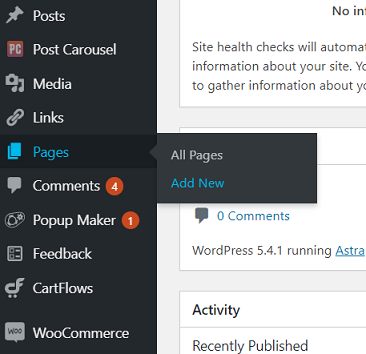 Posts
PC Post Carousel
Media
Links
Pages
Comments 4
Popup Maker 1
Feedback
CartFlows
WOO WooCommerce
All Pages
Add New
No in
Site health checks will automat
information about your site. Yo
to gather information about yo
0 Comments
WordPress 5.4.1 running Astra
Activity
Recently Published